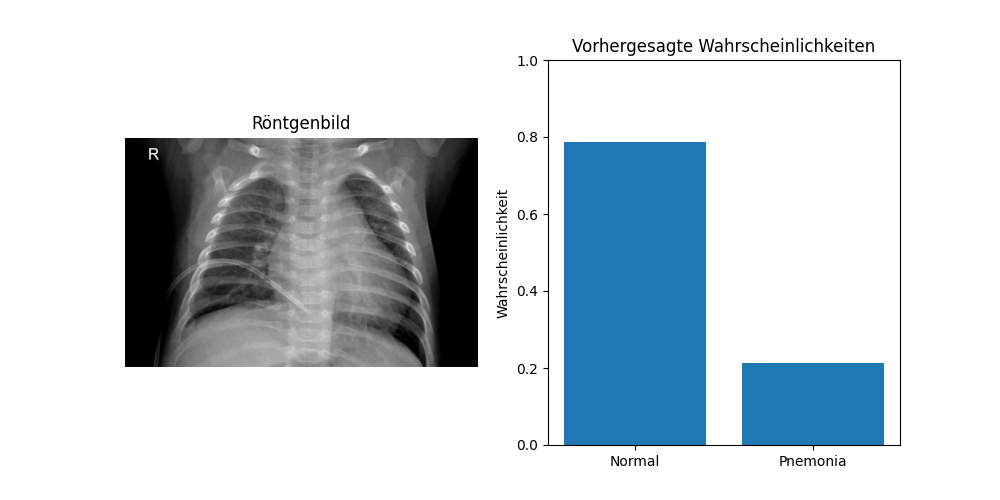 Röntgenbild
R
Vorhergesagte Wahrscheinlichkeiten
Wahrscheinlichkeit
1.0
0.8
0.6
0.4
0.2
0.0
Normal
Pnemonia